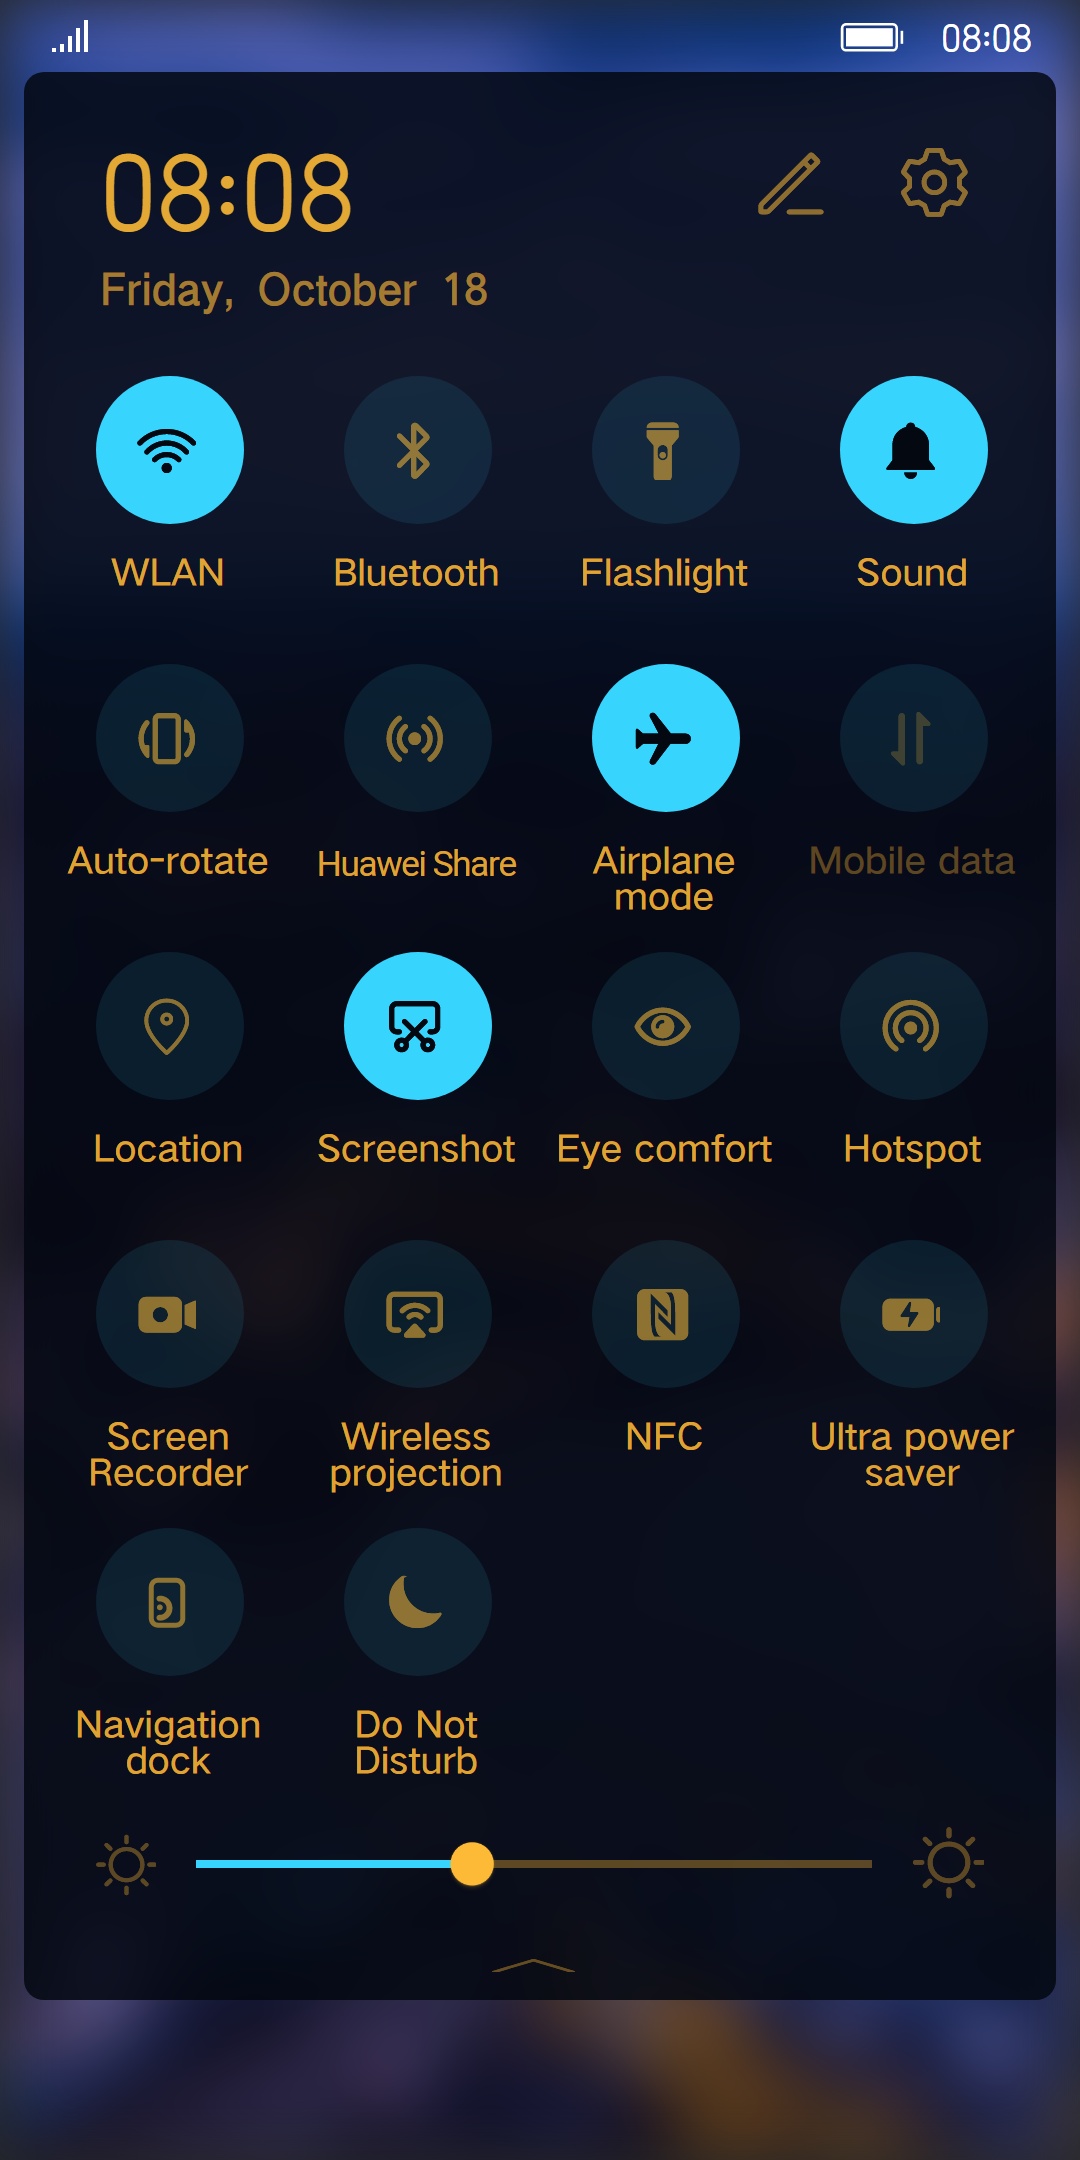 08:08
08:08
Friday, October 18
WLAN Bluetooth Flashlight Sound
Auto-rotate Huawei Share Airplane mode Mobile data
Location Screenshot Eye comfort Hotspot
Screen Recorder Wireless projection NFC Ultra power saver
Navigation dock Do Not Disturb